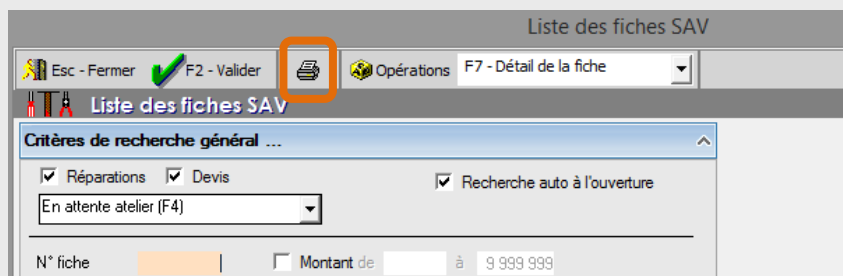 Liste des fiches SAV
Esc - Fermer F2 - Valider Opérations F7 - Détail de la fiche
Liste des fiches SAV
Critères de recherche général ...
Réparations Devis Recherche auto à l'ouverture
En attente atelier (F4)
N° fiche Montant de à 9 999 999